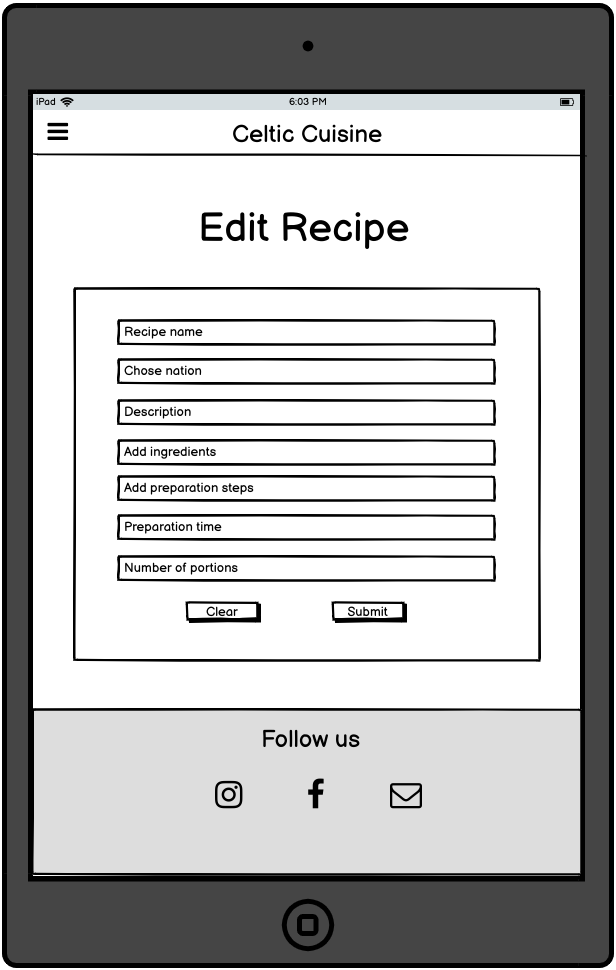 iPad
6:03 PM
Celtic Cuisine
Edit Recipe
Recipe name
Chose nation
Description
Add ingredients
Add preparation steps
Preparation time
Number of portions
Clear
Submit
Follow us